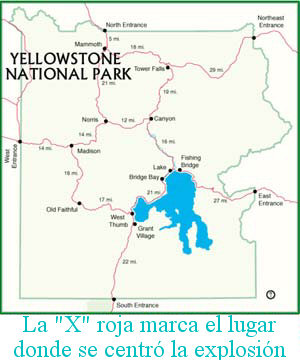 North Entrance
Northeast Entrance
5 mi.
Mammoth
18 mi.
YELLOWSTONE
NATIONAL PARK
Tower Falls
29 mi.
21 mi.
19 mi.
Norris
12 mi.
Canyon
West Entrance
14 mi.
14 mi.
Madison
16 mi.
Lake
Fishing Bridge
Bridge Bay
16 mi.
21 mi.
27 mi.
East Entrance
Old Faithful
17 mi.
West Thumb
Grant Village
22 mi.
South Entrance
La "X" roja marca el lugar
donde se centró la explosión